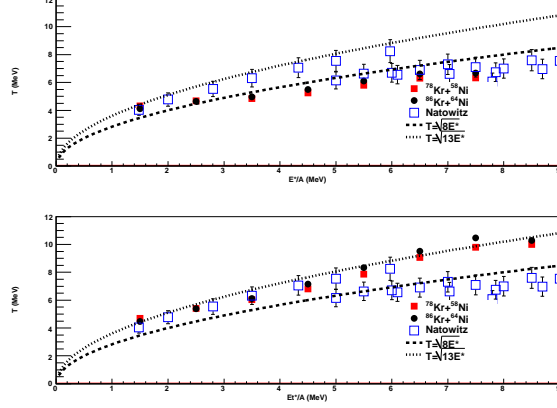 12
10
8
6
4
2
0
T (MeV)
⁷⁸Kr+⁵⁸Ni
⁸⁶Kr+⁶⁴Ni
Natowitz
T=√8E*
T=√13E*
0 1 2 3 4 5 6 7 8 9
E*/A (MeV)
12
10
8
6
4
2
0
T (MeV)
⁷⁸Kr+⁵⁸Ni
⁸⁶Kr+⁶⁴Ni
Natowitz
T=√8E*
T=√13E*
0 1 2 3 4 5 6 7 8 9
Et*/A (MeV)